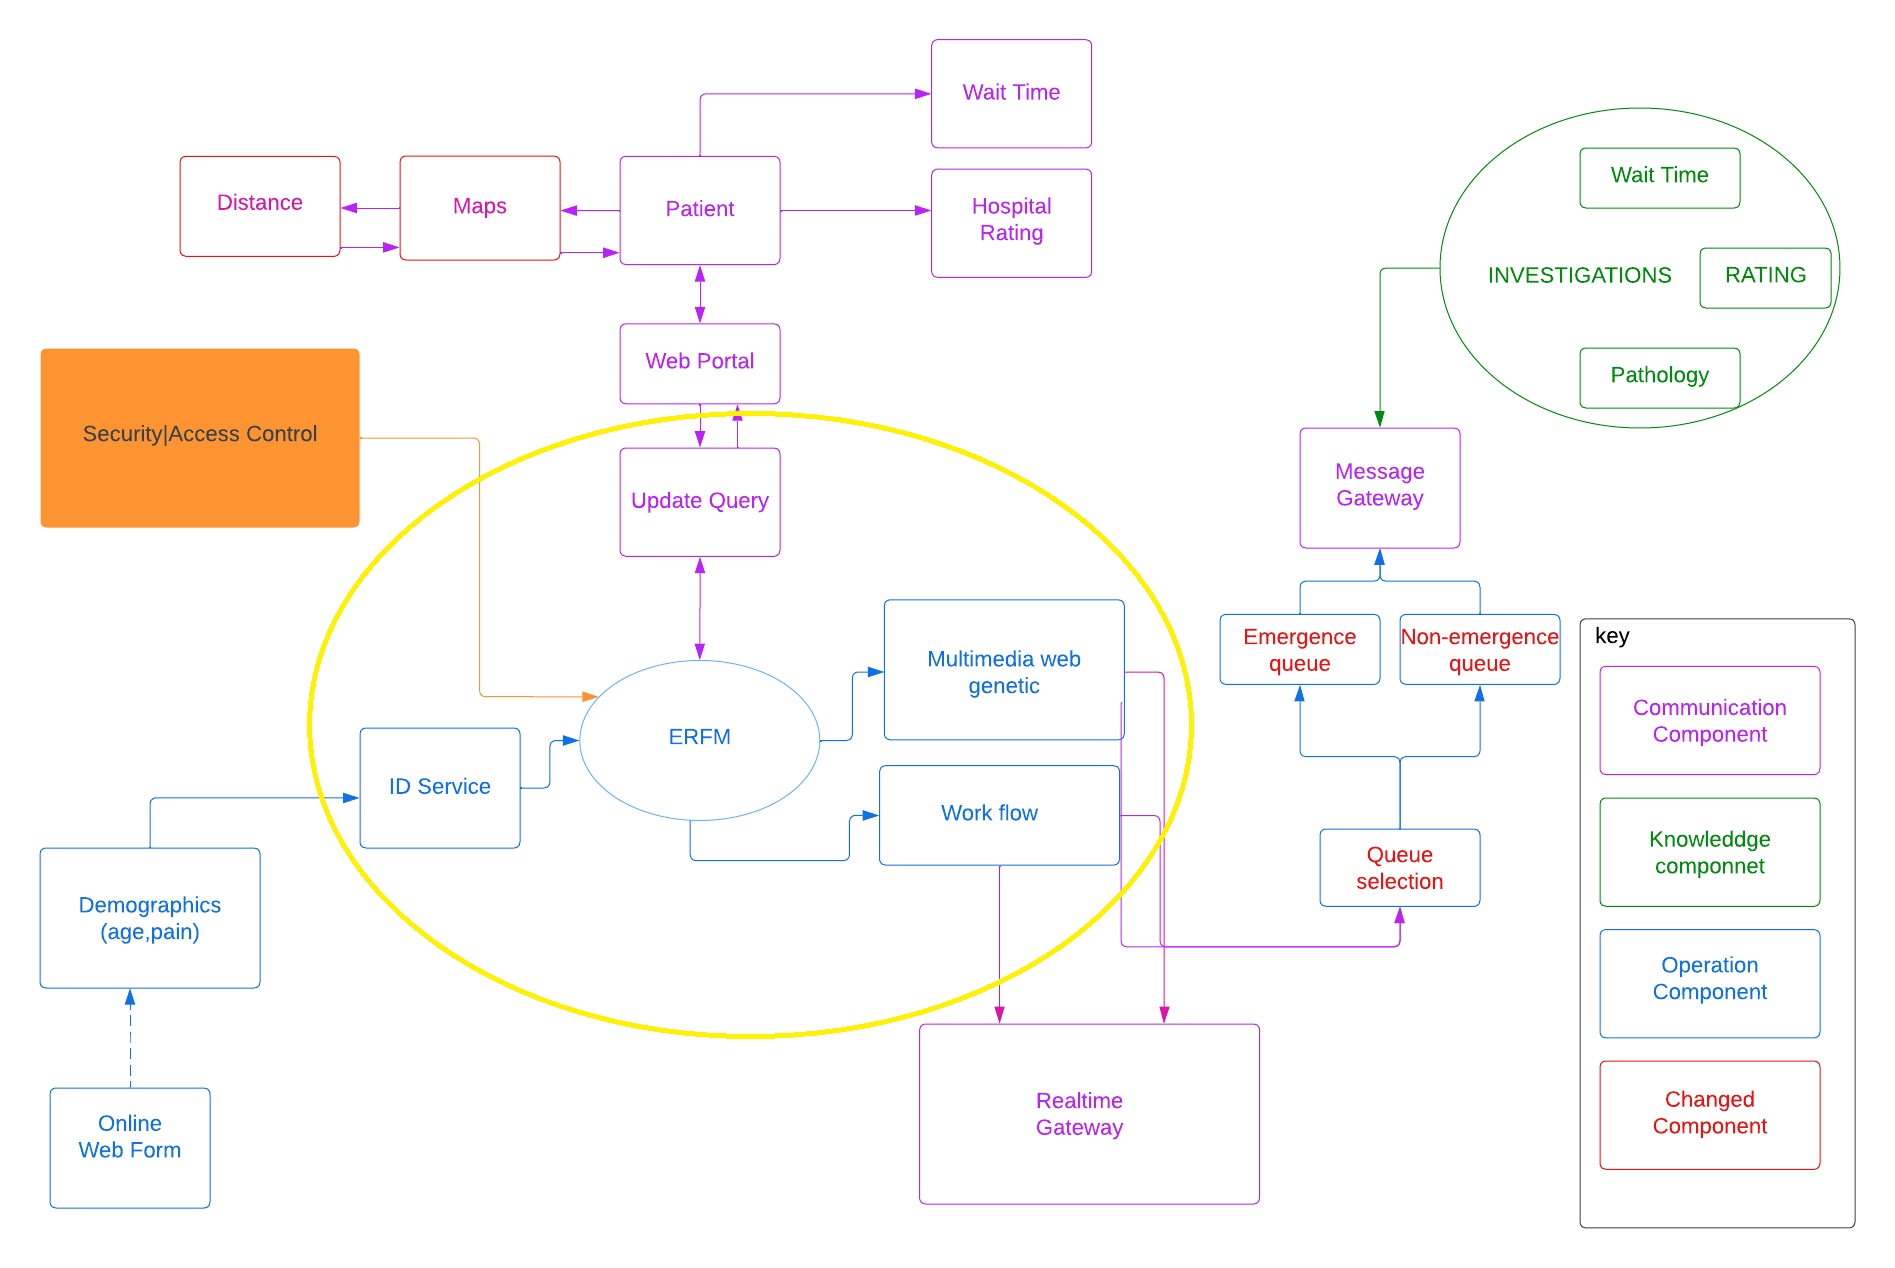 Wait Time
Distance
Maps
Patient
Hospital
Rating
Wait Time
INVESTIGATIONS
RATING
Pathology
Web Portal
Security|Access Control
Update Query
Message
Gateway
Emergence
queue
Non-emergence
queue
Multimedia web
genetic
ERFM
ID Service
Work flow
Queue
selection
Demographics
(age,pain)
Online
Web Form
Realtime
Gateway
key
Communication
Component
Knowleddge
componnet
Operation
Component
Changed
Component